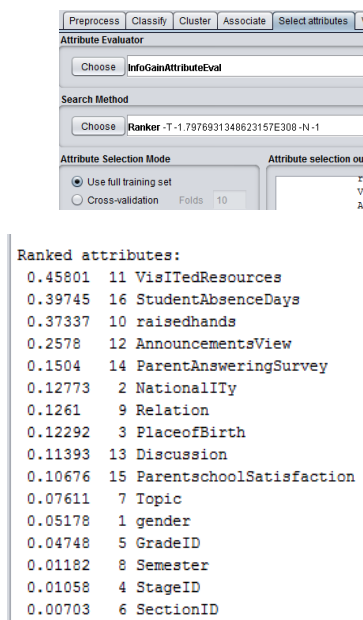 Preprocess Classify Cluster Associate Select attributes
Attribute Evaluator
Choose InfoGainAttributeEval
Search Method
Choose Ranker -T -1.7976931348623157E308 -N -1
Attribute Selection Mode Attribute selection ou
Use full training set
Cross-validation Folds 10
Ranked attributes:
0.45801 11 VisITedResources
0.39745 16 StudentAbsenceDays
0.37337 10 raisedhands
0.2578 12 AnnouncementsView
0.1504 14 ParentAnsweringSurvey
0.12773 2 NationalITy
0.1261 9 Relation
0.12292 3 PlaceofBirth
0.11393 13 Discussion
0.10676 15 ParentschoolSatisfaction
0.07611 7 Topic
0.05178 1 gender
0.04748 5 GradeID
0.01182 8 Semester
0.01058 4 StageID
0.00703 6 SectionID